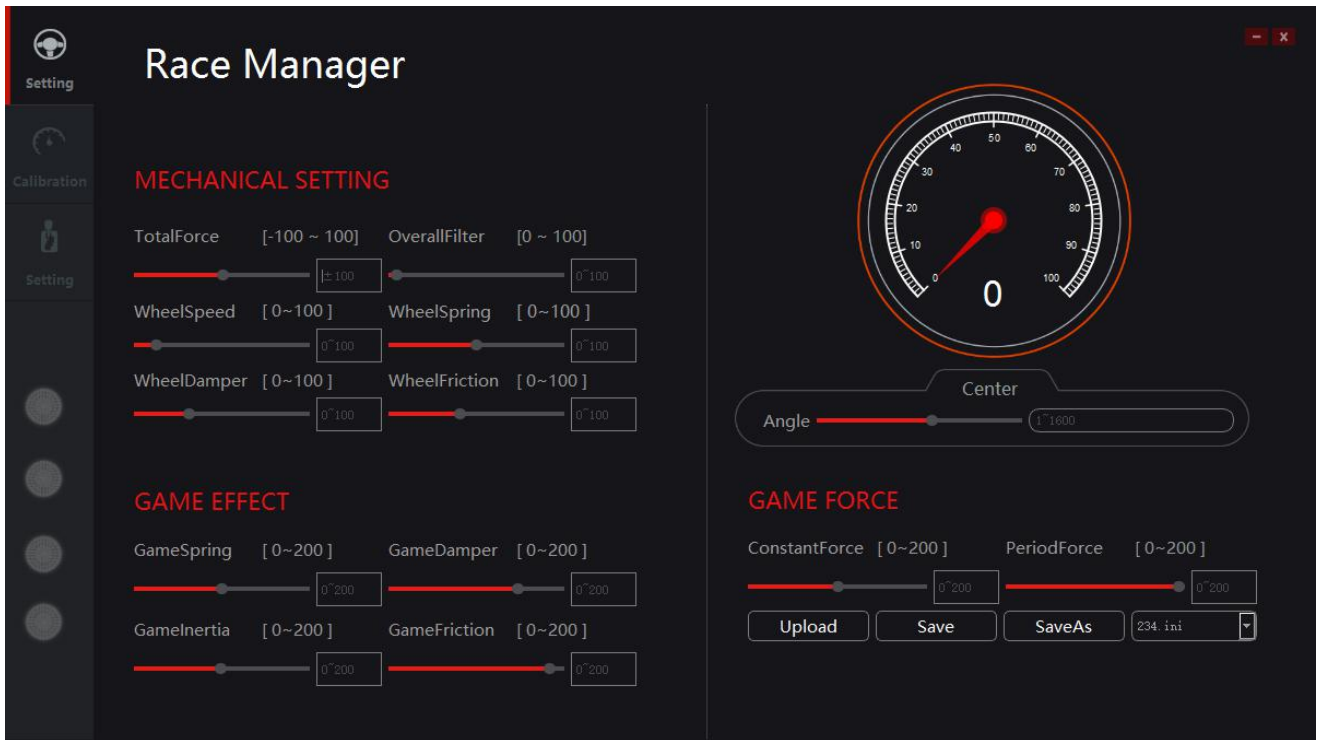 Setting
Calibration
Setting
Race Manager
- x
MECHANICAL SETTING
TotalForce [-100 ~ 100] OverallFilter [0 ~ 100]
±100 0~100
WheelSpeed [ 0~100 ] WheelSpring [ 0~100 ]
0~100 0~100
WheelDamper [ 0~100 ] WheelFriction [ 0~100 ]
0~100 0~100
GAME EFFECT
GameSpring [ 0~200 ] GameDamper [ 0~200 ]
0~200 0~200
GameInertia [ 0~200 ] GameFriction [ 0~200 ]
0~200 0~200
0 10 20 30 40 50 60 70 80 90 100
0
Center
Angle 1~1600
GAME FORCE
ConstantForce [ 0~200 ] PeriodForce [ 0~200 ]
0~200 0~200
Upload Save SaveAs 234.ini